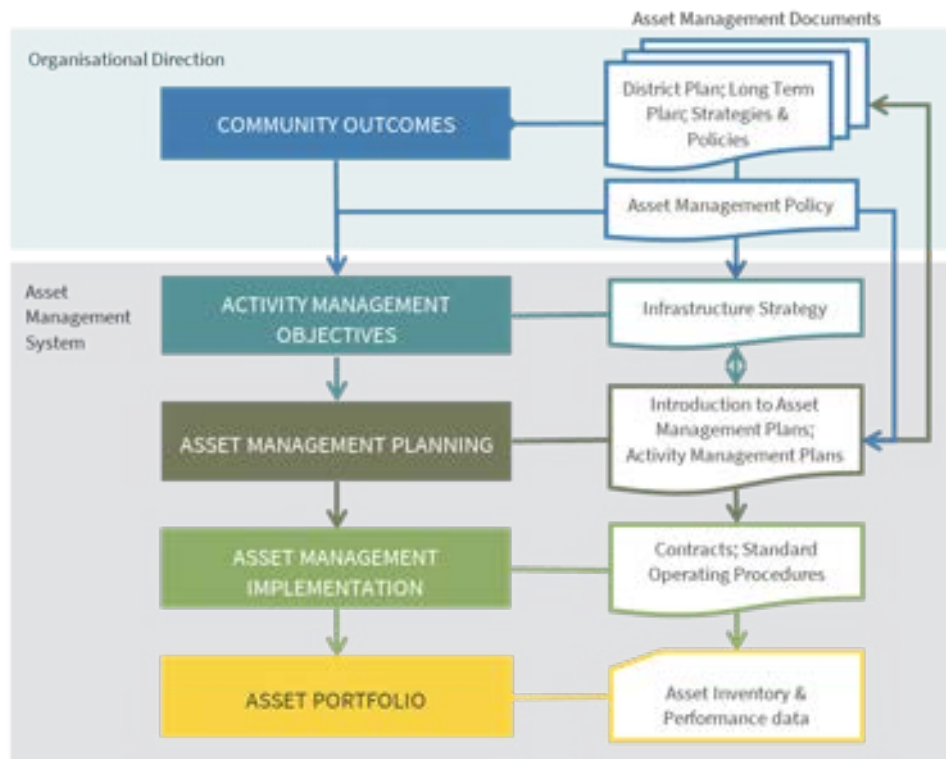 Asset Management Documents
Organisational Direction
COMMUNITY OUTCOMES
District Plan; Long Term
Plan; Strategies &
Policies
Asset Management Policy
Asset
Management
System
ACTIVITY MANAGEMENT
OBJECTIVES
Infrastructure Strategy
ASSET MANAGEMENT PLANNING
Introduction to Asset
Management Plans;
Activity Management Plans
ASSET MANAGEMENT
IMPLEMENTATION
Contracts; Standard
Operating Procedures
ASSET PORTFOLIO
Asset Inventory &
Performance data